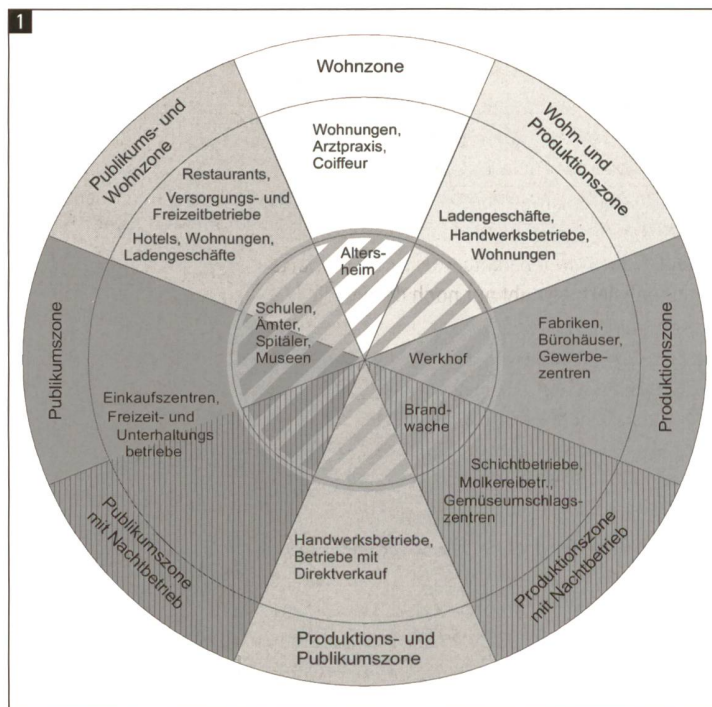 1
Wohnzone
Wohnungen,
Arztpraxis,
Coiffeur
Wohn- und
Produktionszone
Ladengeschäfte,
Handwerksbetriebe,
Wohnungen
Produktionszone
Fabriken,
Bürohäuser,
Gewerbe-
zentren
Produktionszone
mit Nachtbetrieb
Schichtbetriebe,
Molkereibetr.,
Gemüseumschlags-
zentren
Produktions- und
Publikumszone
Handwerksbetriebe,
Betriebe mit
Direktverkauf
Publikumszone
mit Nachtbetrieb
Publikumszone
Einkaufszentren,
Freizeit- und
Unterhaltungs
betriebe
Publikums- und
Wohnzone
Restaurants,
Versorgungs- und
Freizeitbetriebe
Hotels, Wohnungen,
Ladengeschäfte
Alters-
heim
Werkhof
Brand-
wache
Schulen,
Ämter,
Spitäler,
Museen